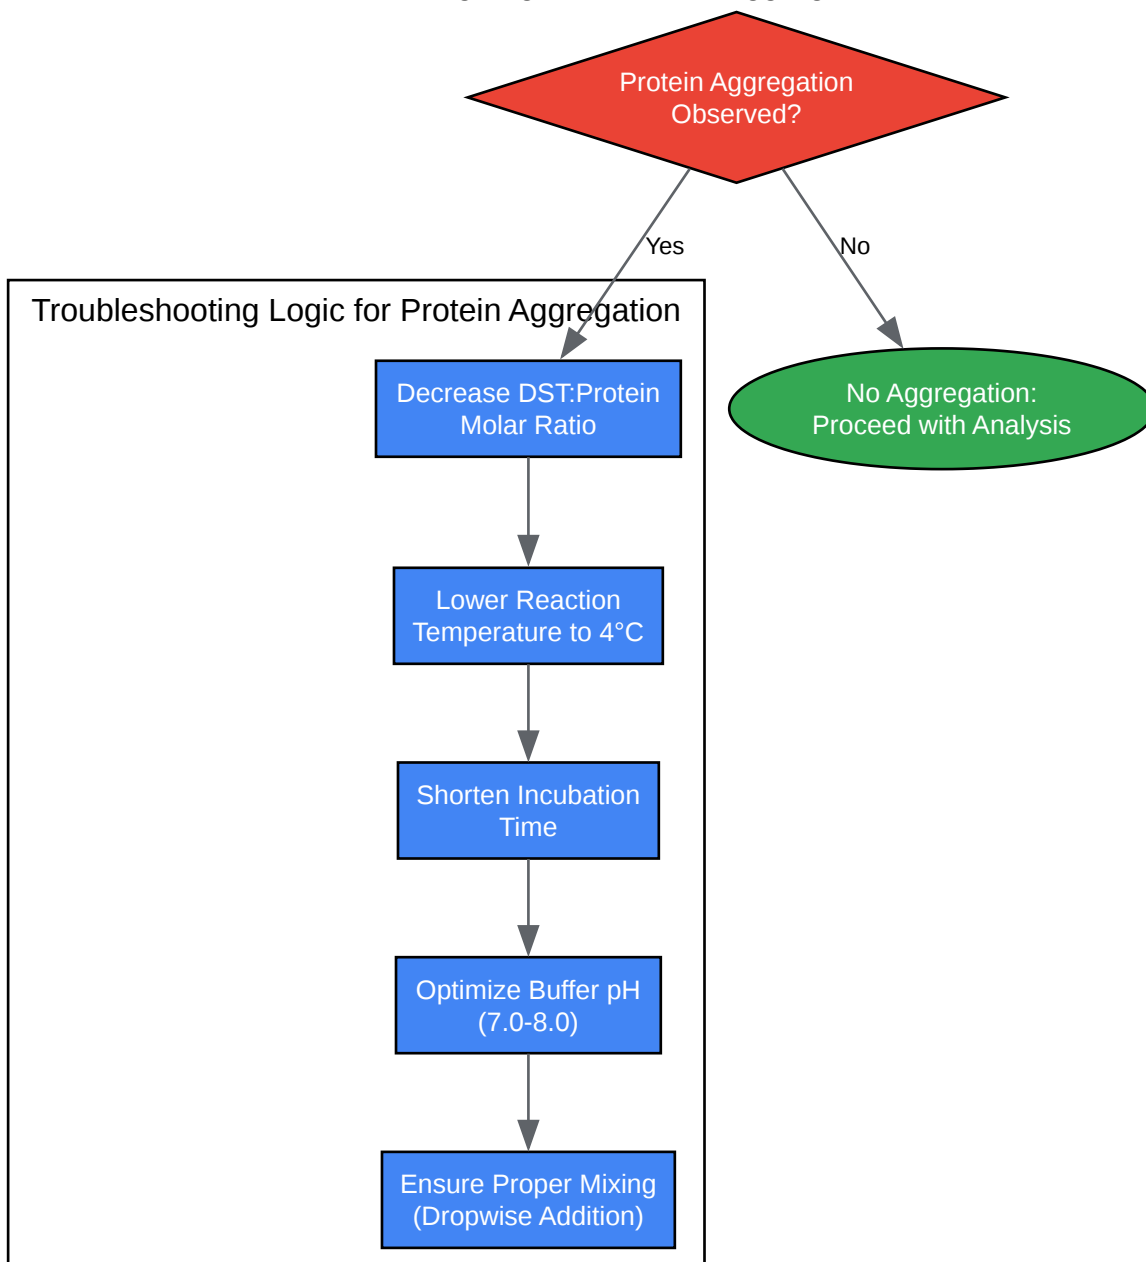 Protein Aggregation
Observed?
Yes
No
Troubleshooting Logic for Protein Aggregation
Decrease DST:Protein
Molar Ratio
No Aggregation:
Proceed with Analysis
Lower Reaction
Temperature to 4°C
Shorten Incubation
Time
Optimize Buffer pH
(7.0-8.0)
Ensure Proper Mixing
(Dropwise Addition)